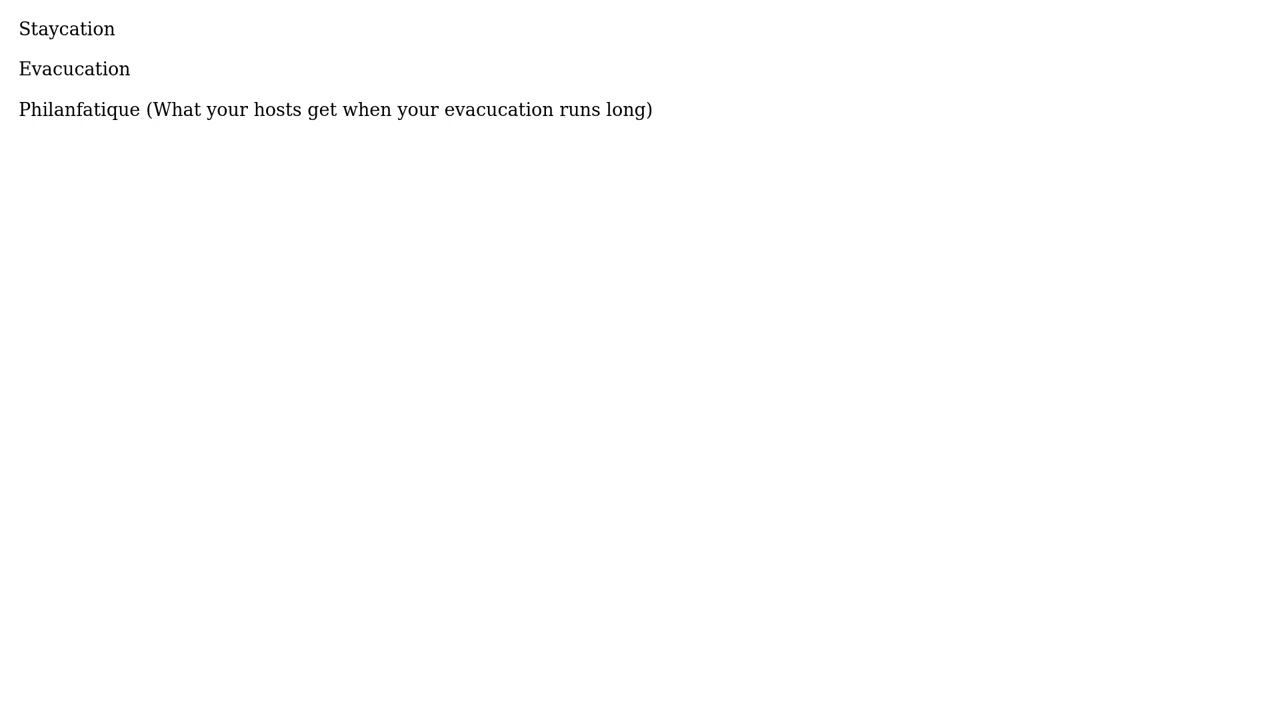 Staycation
Evacucation
Philanfatique (What your hosts get when your evacucation runs long)